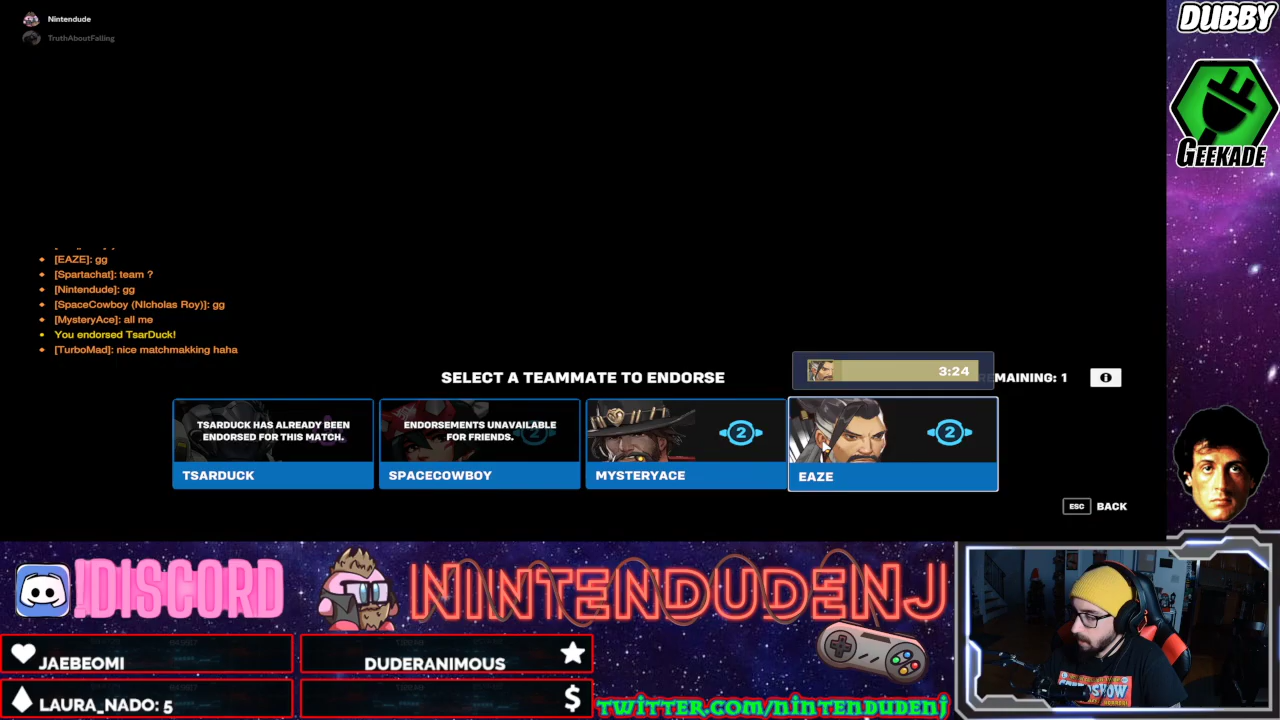 Nintendude
TruthAboutFalling
DUBBY
GEEKADE
[EAZE]: gg
[Spartachat]: team ?
[Nintendude]: gg
[SpaceCowboy (NIcholas Roy)]: gg
[MysteryAce]: all me
You endorsed TsarDuck!
[TurboMad]: nice matchmakking haha
SELECT A TEAMMATE TO ENDORSE
3:24
REMAINING: 1
TSARDUCK HAS ALREADY BEEN
ENDORSED FOR THIS MATCH.
ENDORSEMENTS UNAVAILABLE
FOR FRIENDS.
2
2
TSARDUCK
SPACECOWBOY
MYSTERYACE
EAZE
ESC
BACK
!DISCORD
NINTENDUDENJ
JAEBEOMI
DUDERANIMOUS
LAURA_NADO: 5
$
TWITTER.COM/NINTENDUDENJ